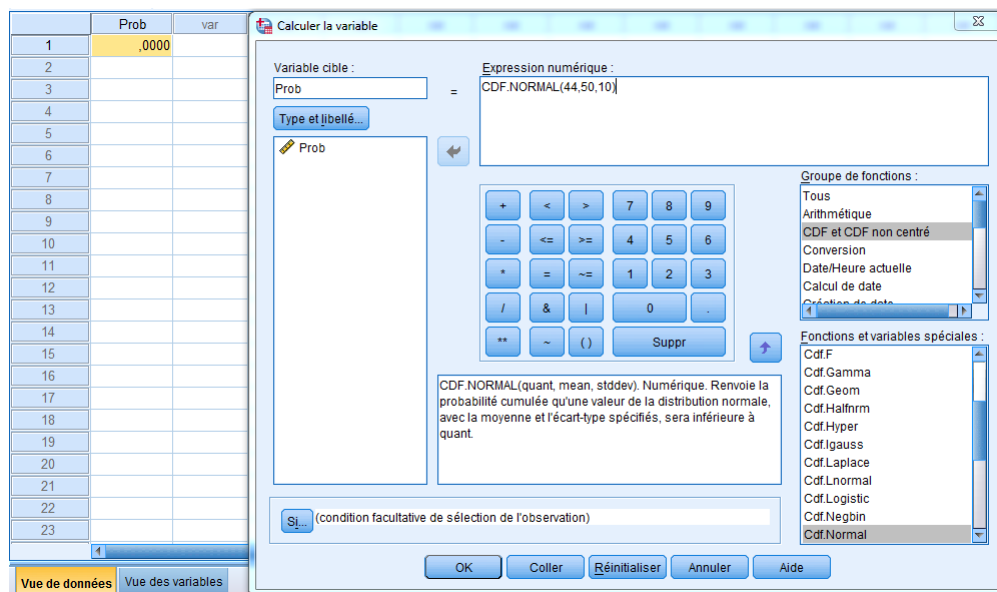 Prob
var
1
,0000
2
3
4
5
6
7
8
9
10
11
12
13
14
15
16
17
18
19
20
21
22
23
Vue de données
Vue des variables
Calculer la variable
Variable cible :
Prob
=
Type et libellé...
Prob
Expression numérique :
CDF.NORMAL(44,50,10)
+ < > 7 8 9
- <= >= 4 5 6
* = ~= 1 2 3
/ & | 0 .
** ~ ( ) Suppr
CDF.NORMAL(quant, mean, stddev). Numérique. Renvoie la
probabilité cumulée qu'une valeur de la distribution normale,
avec la moyenne et l'écart-type spécifiés, sera inférieure à
quant.
Groupe de fonctions :
Tous
Arithmétique
CDF et CDF non centré
Conversion
Date/Heure actuelle
Calcul de date
Création de date
Fonctions et variables spéciales :
Cdf.F
Cdf.Gamma
Cdf.Geom
Cdf.Halfnrm
Cdf.Hyper
Cdf.Igauss
Cdf.Laplace
Cdf.Lnormal
Cdf.Logistic
Cdf.Negbin
Cdf.Normal
Si... (condition facultative de sélection de l'observation)
OK
Coller
Réinitialiser
Annuler
Aide